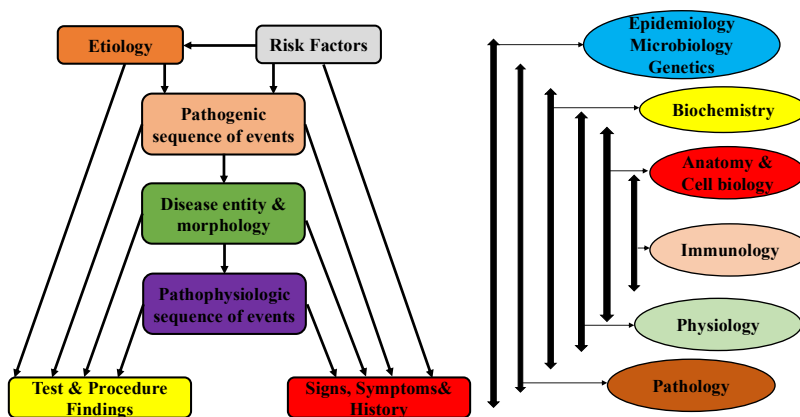 Etiology
Risk Factors
Pathogenic
sequence of events
Disease entity &
morphology
Pathophysiologic
sequence of events
Test & Procedure
Findings
Signs, Symptoms&
History
Epidemiology
Microbiology
Genetics
Biochemistry
Anatomy &
Cell biology
Immunology
Physiology
Pathology